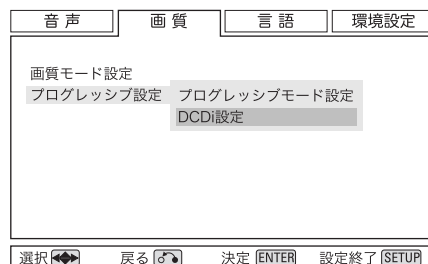 音声 画質 言語 環境設定
画質モード設定
プログレッシブ設定 プログレッシブモード設定
DCDi設定
選択 戻る 決定 ENTER 設定終了 SETUP